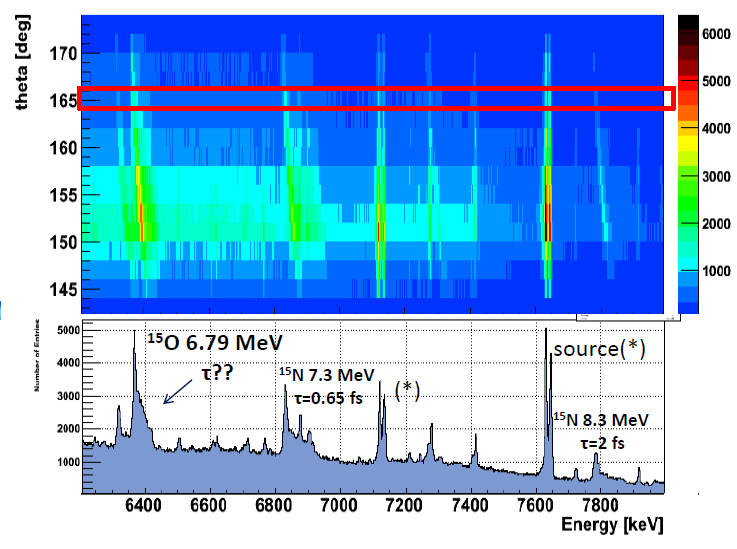 theta [deg]
170
165
160
155
150
145
6000
5000
4000
3000
2000
1000
Number of Entries
5000
4000
3000
2000
1000
¹⁵O 6.79 MeV
τ??
¹⁵N 7.3 MeV
τ=0.65 fs
(*)
source(*)
¹⁵N 8.3 MeV
τ=2 fs
6400 6600 6800 7000 7200 7400 7600 7800
Energy [keV]